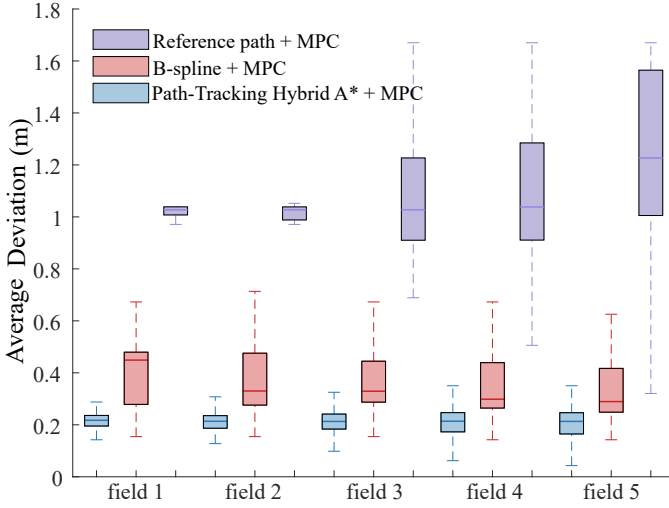 1.8
1.6
1.4
1.2
1
0.8
0.6
0.4
0.2
0
Average Deviation (m)
Reference path + MPC
B-spline + MPC
Path-Tracking Hybrid A* + MPC
field 1 field 2 field 3 field 4 field 5